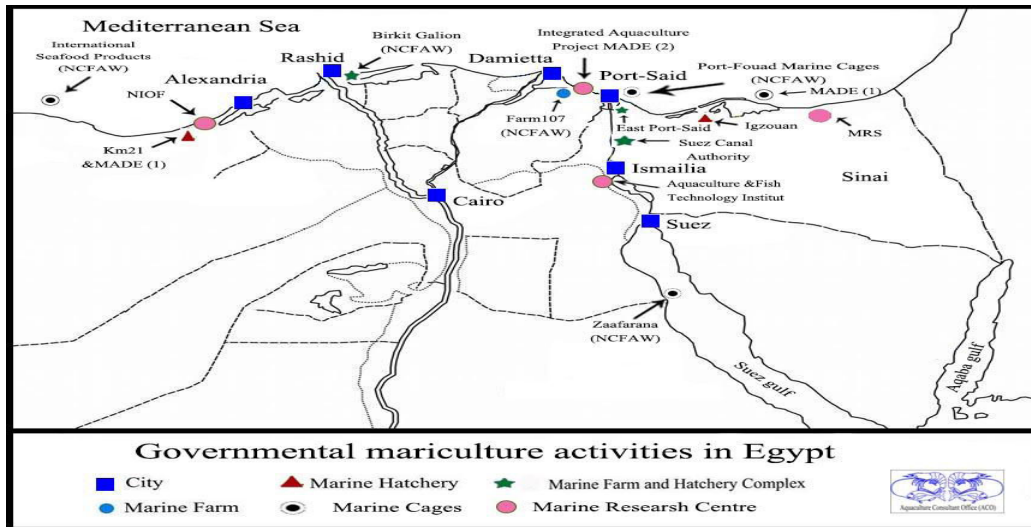 Mediterranean Sea
International
Seafood Products
(NCFAW)
Alexandria
NIOF
Km21
&MADE (1)
Rashid
Birkit Galion
(NCFAW)
Damietta
Integrated Aquaculture
Project MADE (2)
Port-Said
Port-Fouad Marine Cages
(NCFAW)
MADE (1)
Farm107
(NCFAW)
East Port-Said
Igzouan
MRS
Suez Canal
Authority
Ismailia
Sinai
Aquaculture &Fish
Technology Institut
Cairo
Suez
Zaafarana
(NCFAW)
Suez gulf
Aqaba gulf
Governmental mariculture activities in Egypt
City
Marine Hatchery
Marine Farm and Hatchery Complex
Marine Farm
Marine Cages
Marine Researsh Centre
Aquaculture Consultant Office (ACO)